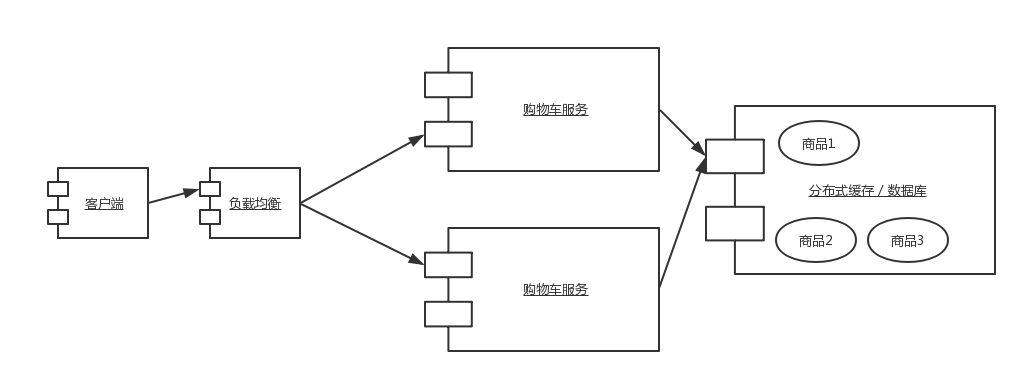 客户端
负载均衡
购物车服务
购物车服务
商品1
分布式缓存 / 数据库
商品2
商品3